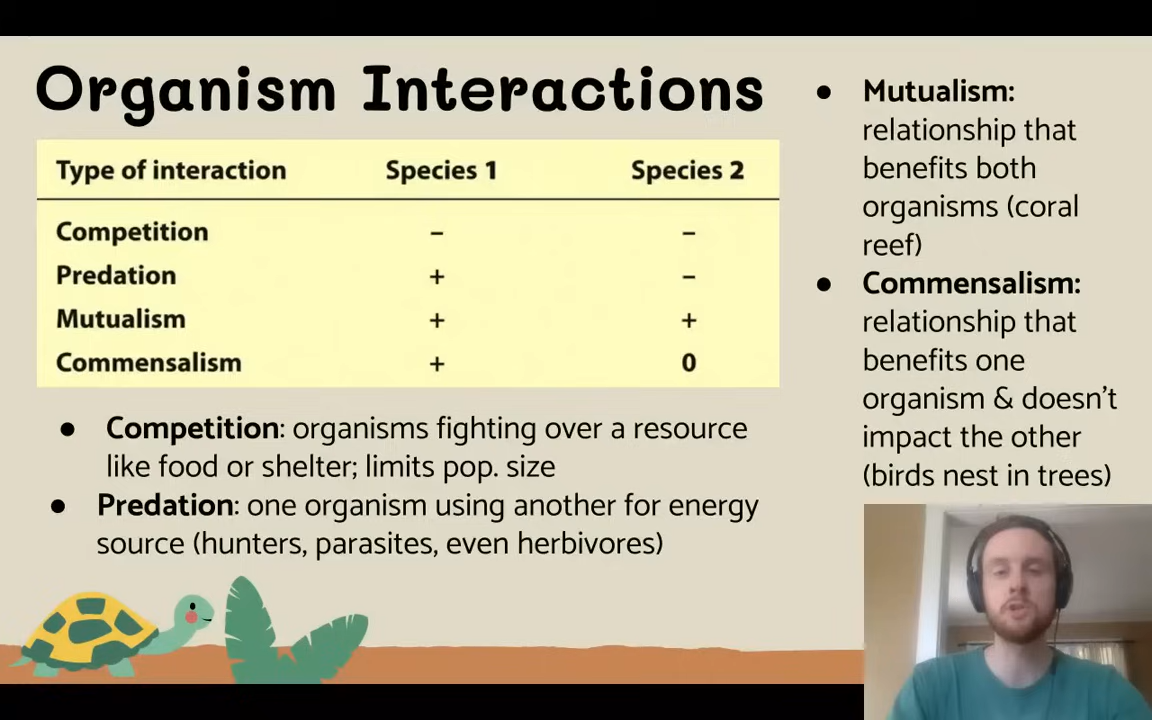 Organism Interactions
Type of interaction Species 1 Species 2
Competition – –
Predation + –
Mutualism + +
Commensalism + 0
● Competition: organisms fighting over a resource
like food or shelter; limits pop. size
● Predation: one organism using another for energy
source (hunters, parasites, even herbivores)
● Mutualism:
relationship that
benefits both
organisms (coral
reef)
● Commensalism:
relationship that
benefits one
organism & doesn't
impact the other
(birds nest in trees)